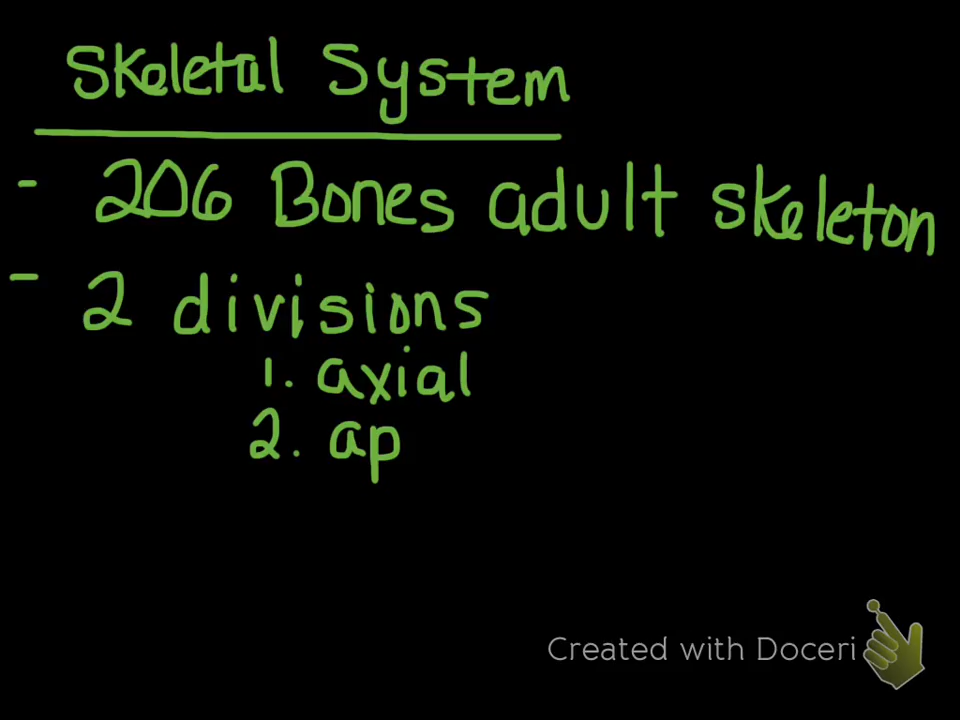 Skeletal System
- 206 Bones adult skeleton
- 2 divisions
1. axial
2. ap
Created with Doceri